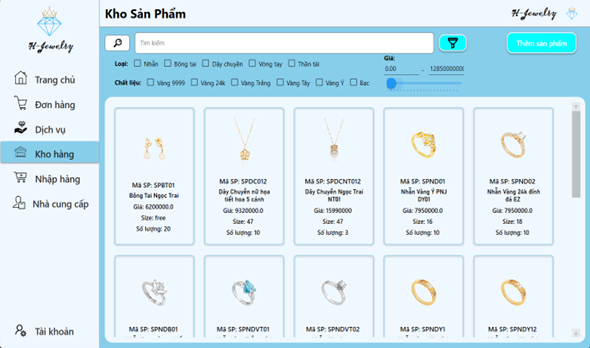 H-Jewelry
Trang chủ
Đơn hàng
Dịch vụ
Kho hàng
Nhập hàng
Nhà cung cấp
Tài khoản
Kho Sản Phẩm
H-Jewelry
Tìm kiếm
Thêm sản phẩm
Loại: Nhẫn Bông tai Dây chuyền Vòng tay Thần tài
Giá:
0.00 - 1285000000
Chất liệu: Vàng 9999 Vàng 24k Vàng Trắng Vàng Tây Vàng Ý Bạc
Mã SP: SPBT01
Bông Tai Ngọc Trai
Giá: 6200000.0
Size: free
Số lượng: 20
Mã SP: SPDC012
Dây Chuyền nữ họa
tiết hoa 5 cánh
Giá: 9320000.0
Size: 47
Số lượng: 10
Mã SP: SPDCNT012
Dây Chuyền Ngọc Trai
NT01
Giá: 15990000
Size: 47
Số lượng: 3
Mã SP: SPND01
Nhẫn Vàng Ý PNJ
DY01
Giá: 7950000.0
Size: 16
Số lượng: 10
Mã SP: SPND02
Nhẫn Vàng 24k đính
đá EZ
Giá: 7950000.0
Size: 18
Số lượng: 10
Mã SP: SPNDB01
Mã SP: SPNDVT01
Mã SP: SPNDVT02
Mã SP: SPNDY1
Mã SP: SPNDY12